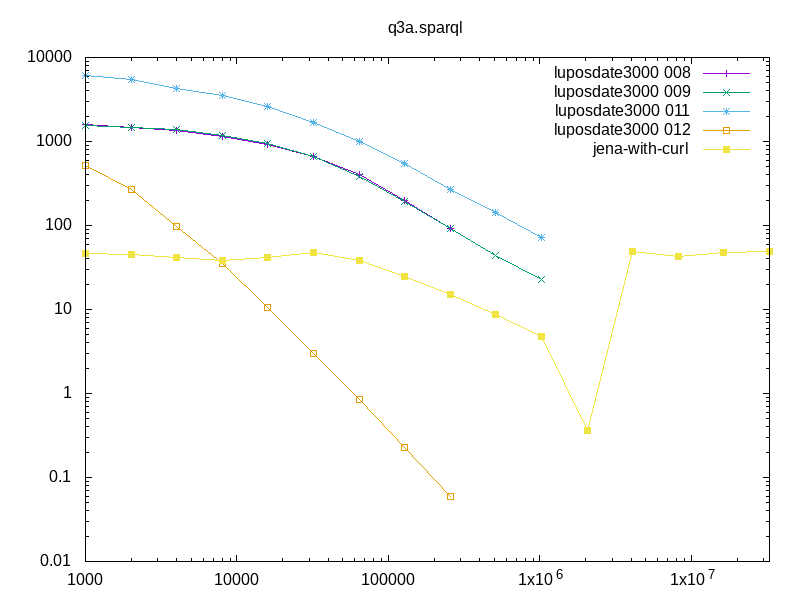 q3a.sparql
10000
1000
100
10
1
0.1
0.01
luposdate3000 008
luposdate3000 009
luposdate3000 011
luposdate3000 012
jena-with-curl
1000
10000
100000
1x10^6
1x10^7